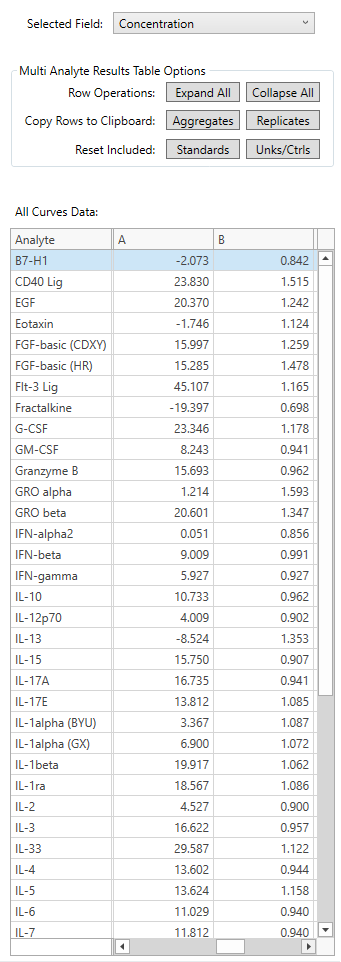 Selected Field: Concentration
Multi Analyte Results Table Options
Row Operations: Expand All Collapse All
Copy Rows to Clipboard: Aggregates Replicates
Reset Included: Standards Unks/Ctrls
All Curves Data:
Analyte A B
B7-H1 -2.073 0.842
CD40 Lig 23.830 1.515
EGF 20.370 1.242
Eotaxin -1.746 1.124
FGF-basic (CDXY) 15.997 1.259
FGF-basic (HR) 15.285 1.478
Flt-3 Lig 45.107 1.165
Fractalkine -19.397 0.698
G-CSF 23.346 1.178
GM-CSF 8.243 0.941
Granzyme B 15.693 0.962
GRO alpha 1.214 1.593
GRO beta 20.601 1.347
IFN-alpha2 0.051 0.856
IFN-beta 9.009 0.991
IFN-gamma 5.927 0.927
IL-10 10.733 0.962
IL-12p70 4.009 0.902
IL-13 -8.524 1.353
IL-15 15.750 0.907
IL-17A 16.735 0.941
IL-17E 13.812 1.085
IL-1alpha (BYU) 3.367 1.087
IL-1alpha (GX) 6.900 1.072
IL-1beta 19.917 1.062
IL-1ra 18.567 1.086
IL-2 4.527 0.900
IL-3 16.622 0.957
IL-33 29.587 1.122
IL-4 13.602 0.944
IL-5 13.624 1.158
IL-6 11.029 0.940
IL-7 11.812 0.940